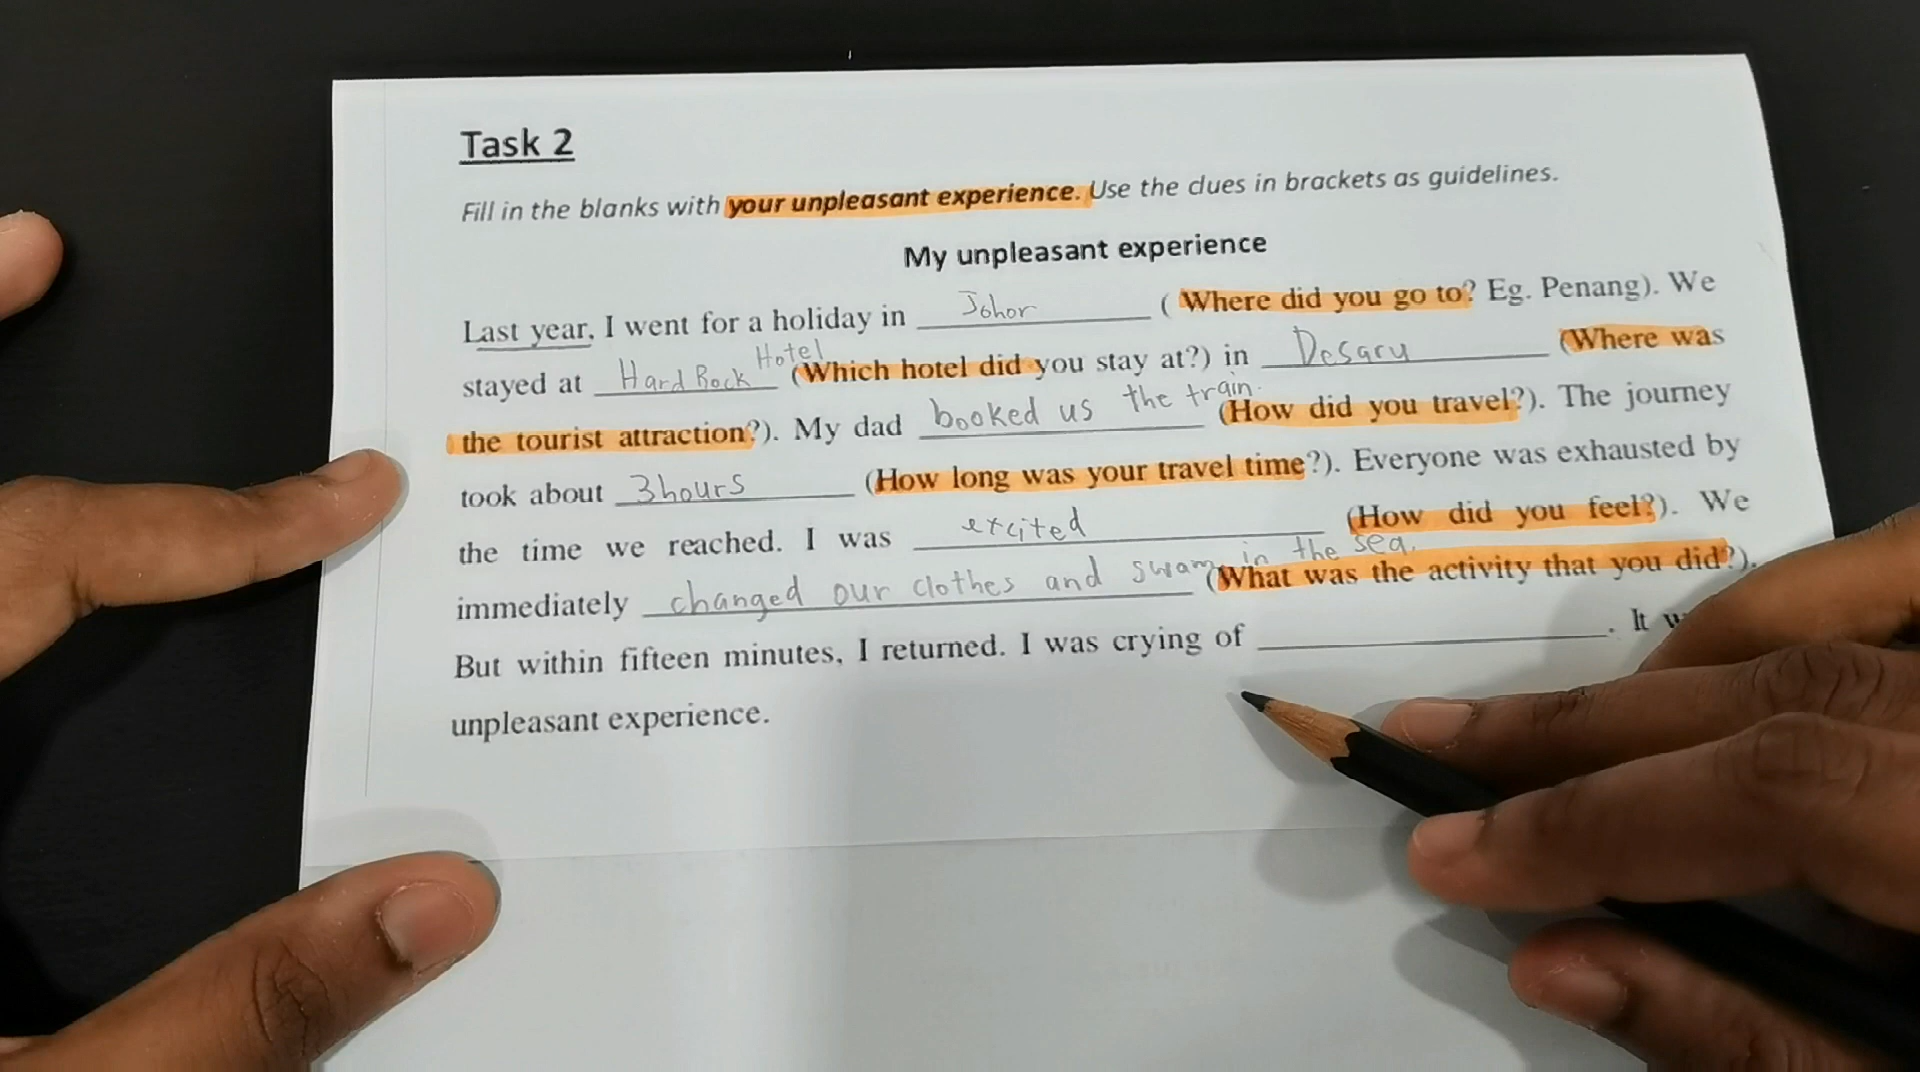 Task 2
Fill in the blanks with your unpleasant experience. Use the clues in brackets as guidelines.
My unpleasant experience
Last year, I went for a holiday in Johor ( Where did you go to? Eg. Penang). We
stayed at Hard Rock Hotel (Which hotel did you stay at?) in Desaru (Where was
the tourist attraction?). My dad booked us the train. (How did you travel?). The journey
took about 3hours (How long was your travel time?). Everyone was exhausted by
the time we reached. I was excited (How did you feel?). We
immediately changed our clothes and swam in the sea. (What was the activity that you did?).
But within fifteen minutes, I returned. I was crying of ____________. It
unpleasant experience.